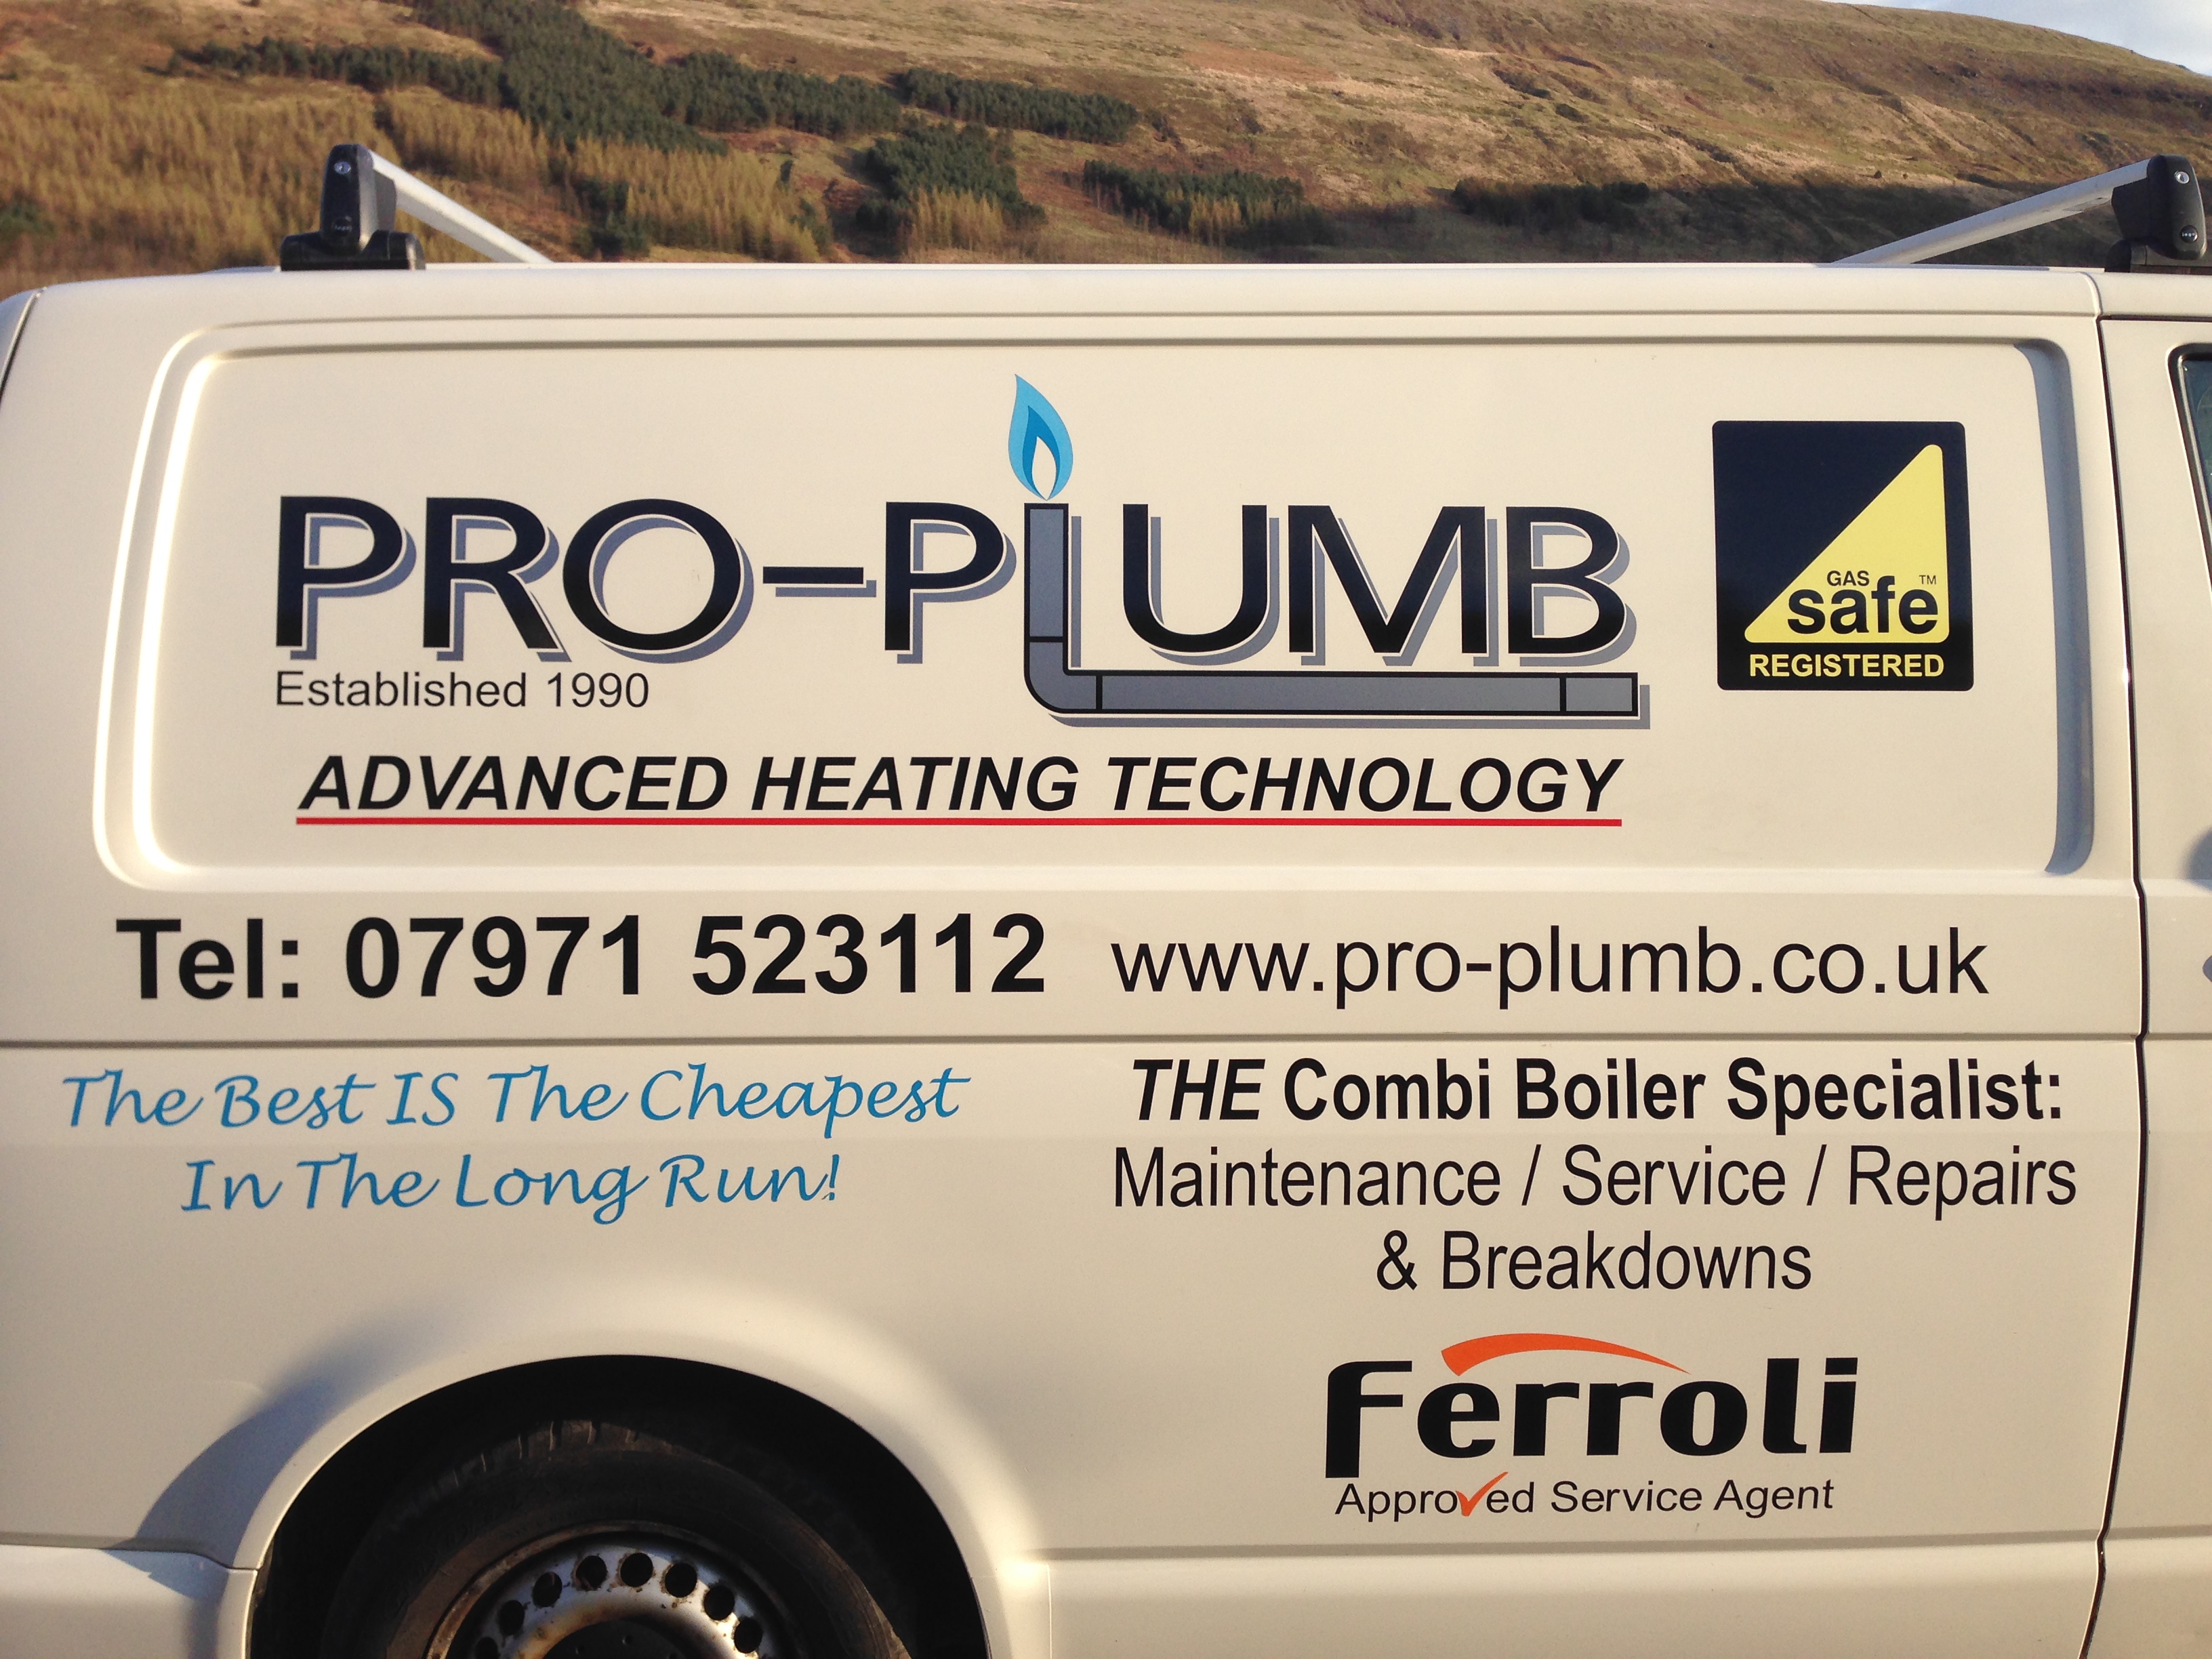 PRO-PLUMB
Established 1990
GAS
safe™
REGISTERED
ADVANCED HEATING TECHNOLOGY
Tel: 07971 523112 www.pro-plumb.co.uk
The Best IS The Cheapest
In The Long Run!
THE Combi Boiler Specialist:
Maintenance / Service / Repairs
& Breakdowns
Ferroli
Approved Service Agent